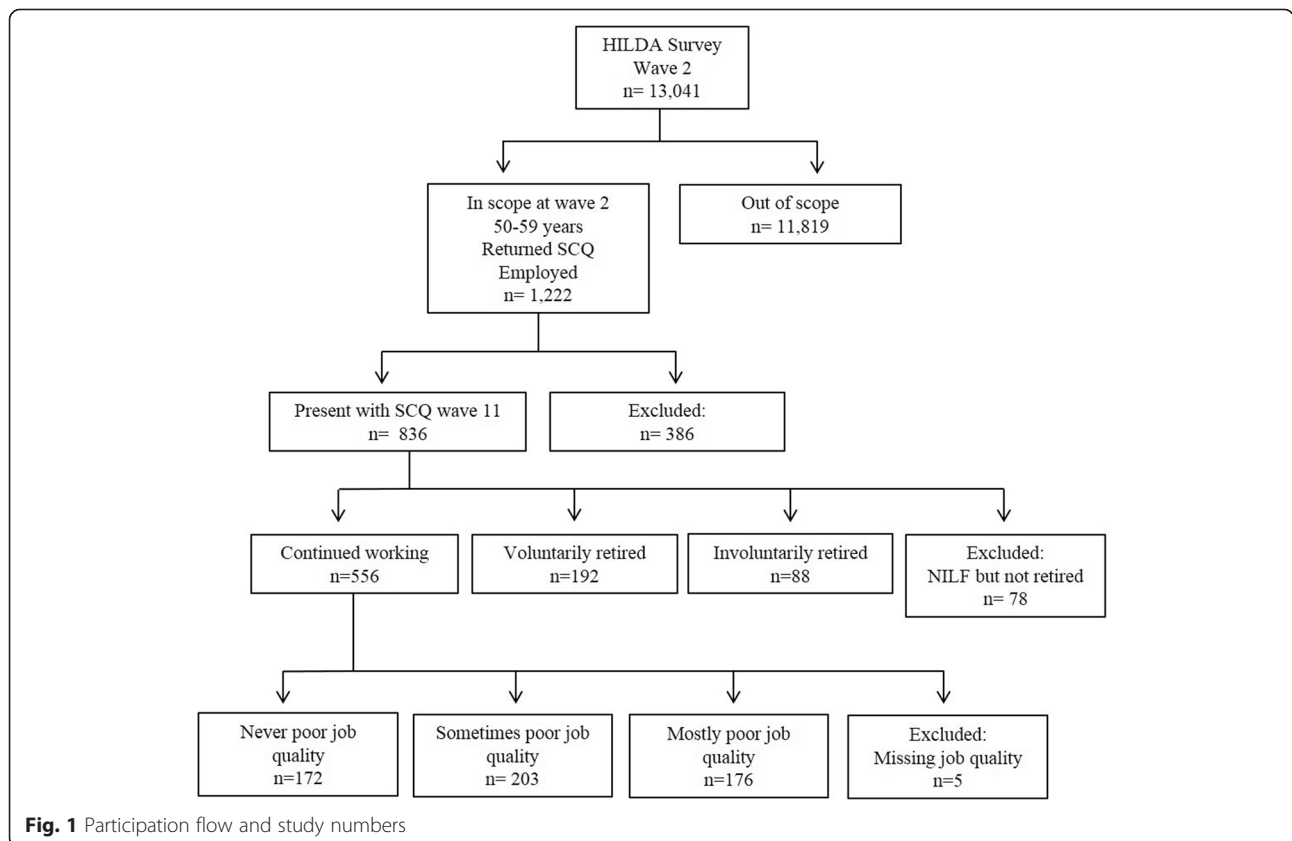 HILDA Survey
Wave 2
n= 13,041
In scope at wave 2
50-59 years
Returned SCQ
Employed
n= 1,222
Out of scope
n= 11,819
Present with SCQ wave 11
n= 836
Excluded:
n= 386
Continued working
n=556
Voluntarily retired
n=192
Involuntarily retired
n=88
Excluded:
NILF but not retired
n= 78
Never poor job
quality
n=172
Sometimes poor job
quality
n= 203
Mostly poor job
quality
n=176
Excluded:
Missing job quality
n=5
Fig. 1 Participation flow and study numbers